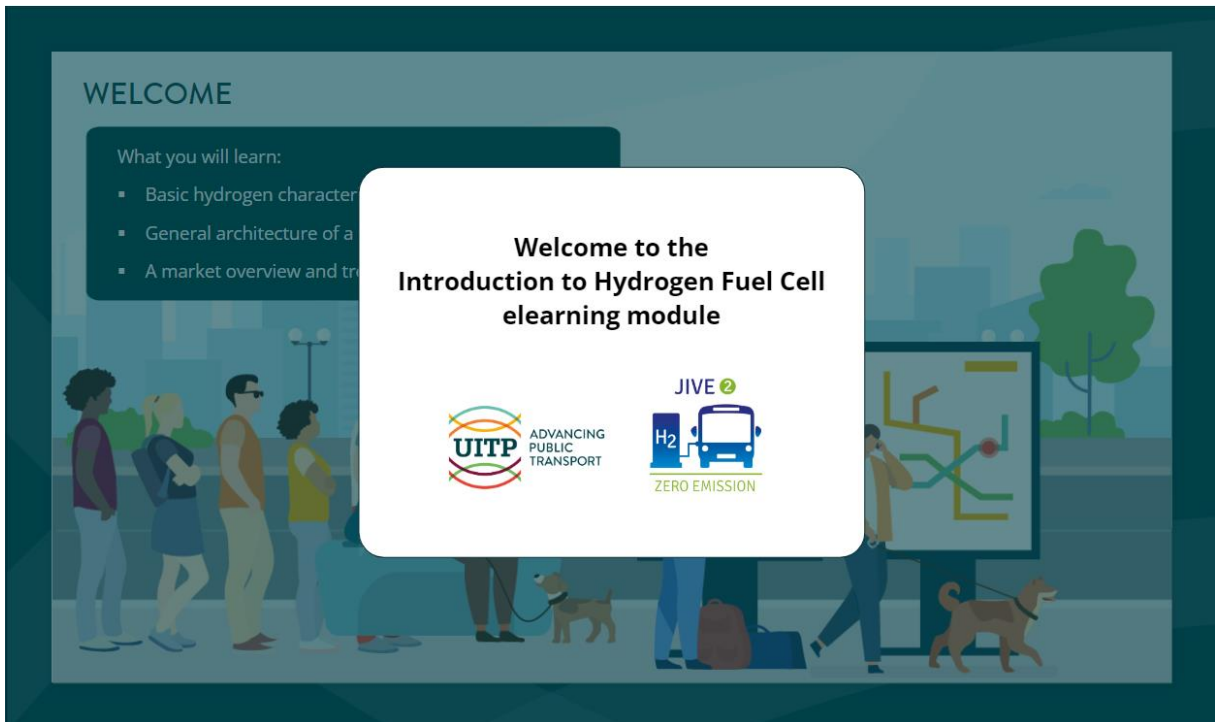 WELCOME
What you will learn:
▪ Basic hydrogen character
▪ General architecture of a
▪ A market overview and tr
Welcome to the
Introduction to Hydrogen Fuel Cell
elearning module
UITP
ADVANCING
PUBLIC
TRANSPORT
JIVE 2
H2
ZERO EMISSION